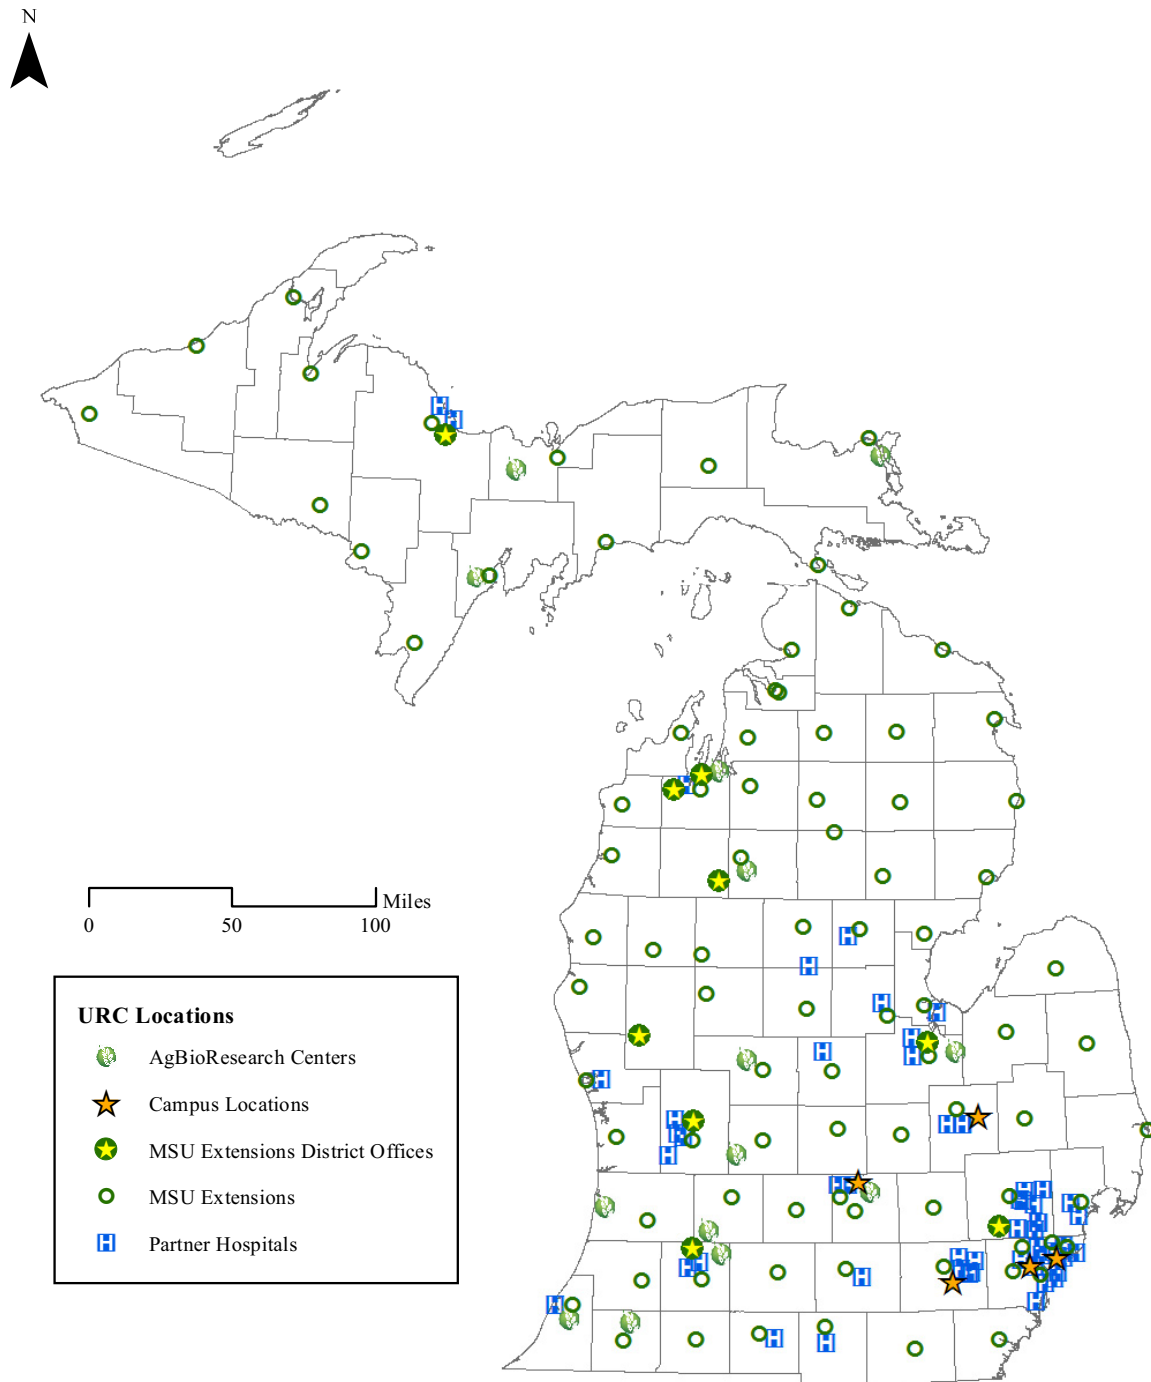 N
Miles
0 50 100
URC Locations
AgBioResearch Centers
Campus Locations
MSU Extensions District Offices
MSU Extensions
H Partner Hospitals